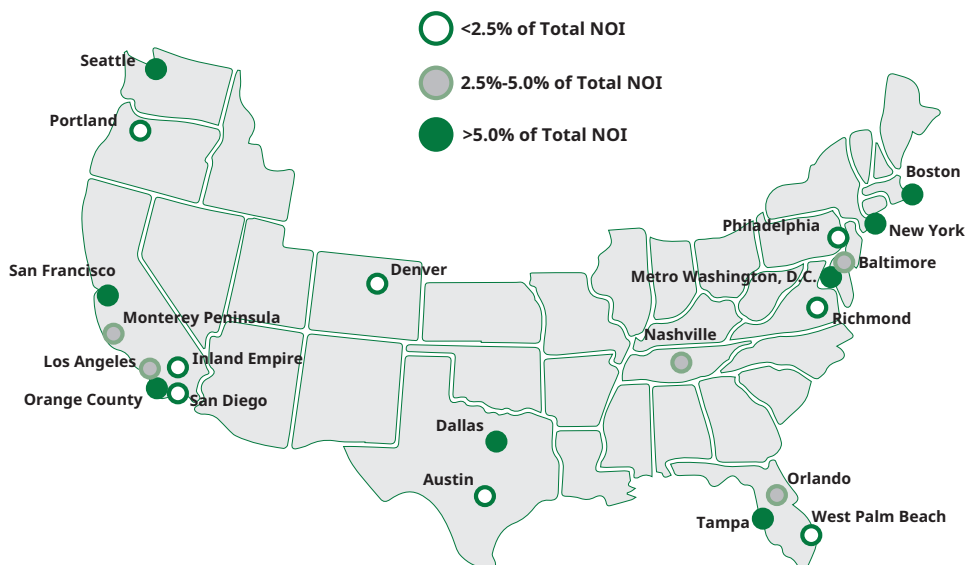 <2.5% of Total NOI
2.5%-5.0% of Total NOI
>5.0% of Total NOI
Seattle
Portland
Boston
Philadelphia
New York
San Francisco
Denver
Baltimore
Metro Washington, D.C.
Monterey Peninsula
Richmond
Nashville
Los Angeles
Inland Empire
Orange County
San Diego
Dallas
Austin
Orlando
Tampa
West Palm Beach